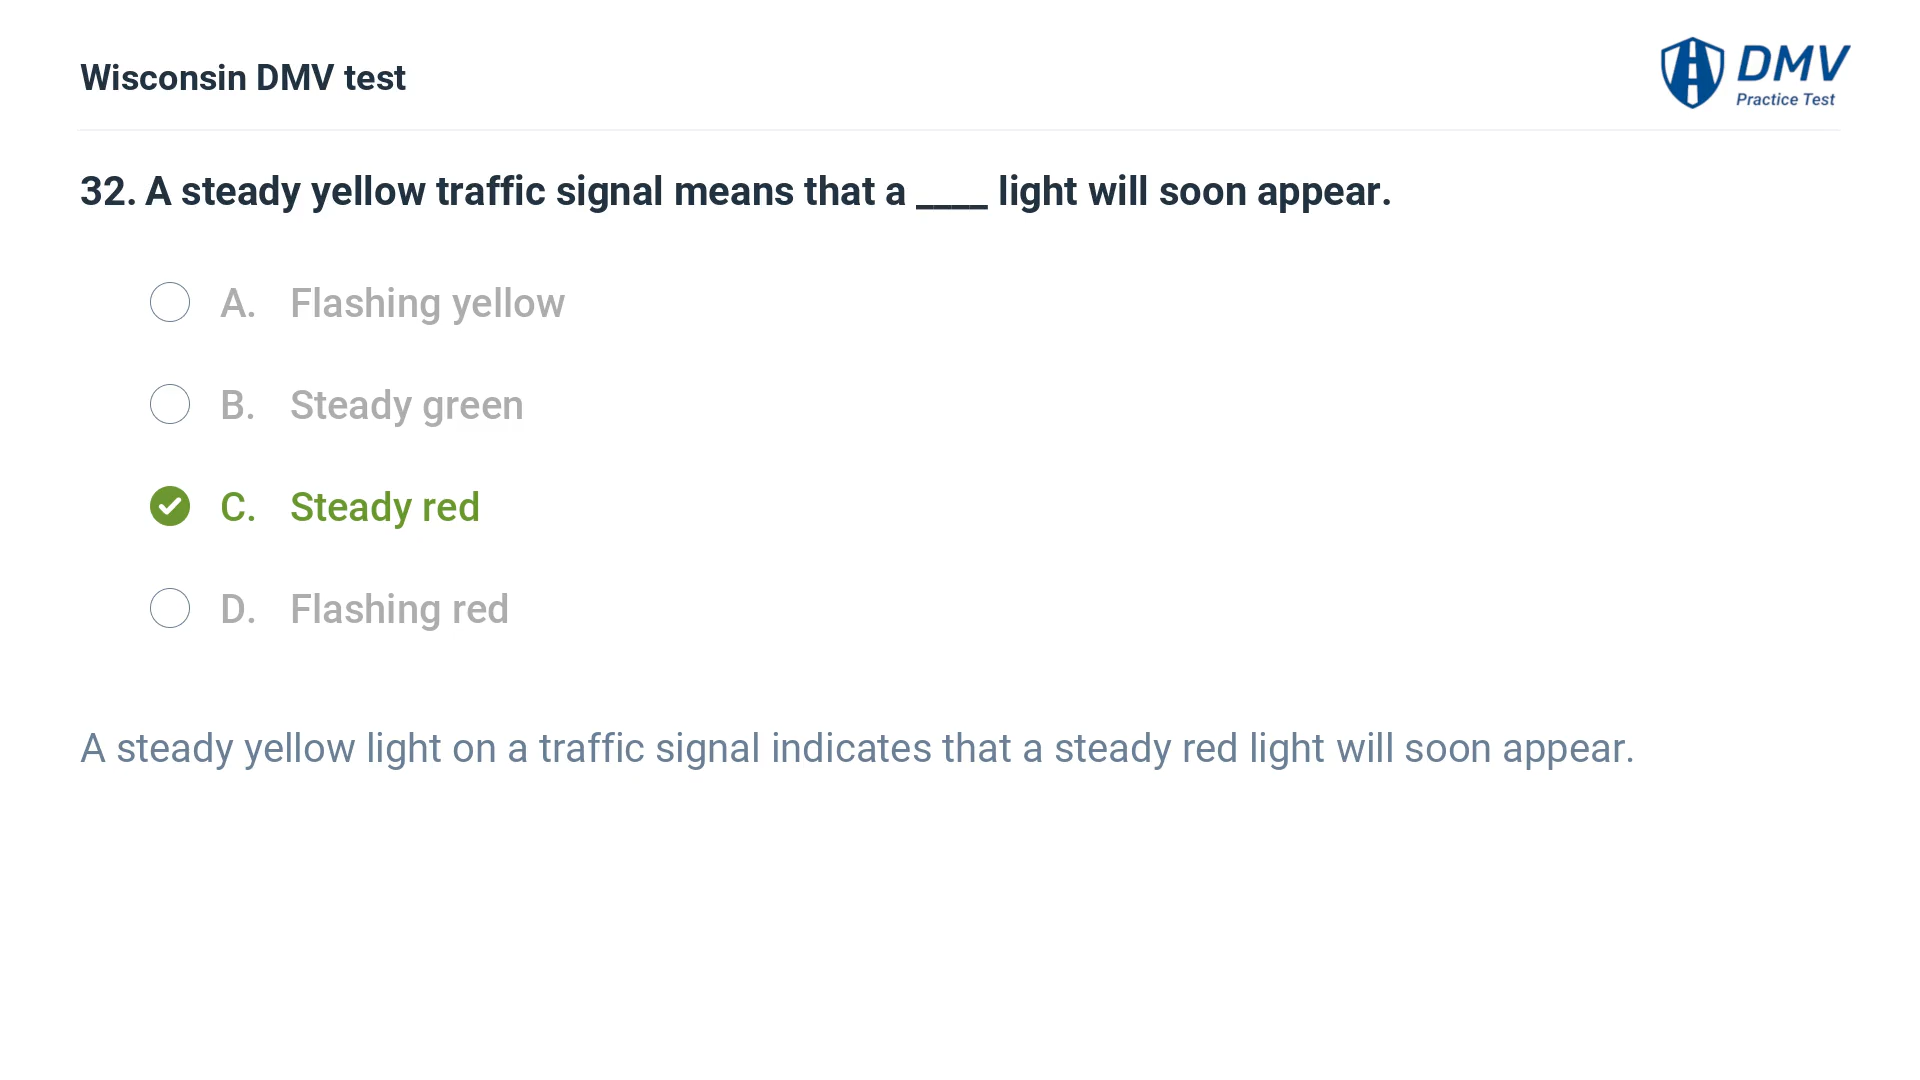 Wisconsin DMV test
DMV
Practice Test
32. A steady yellow traffic signal means that a ____ light will soon appear.
A. Flashing yellow
B. Steady green
C. Steady red
D. Flashing red
A steady yellow light on a traffic signal indicates that a steady red light will soon appear.